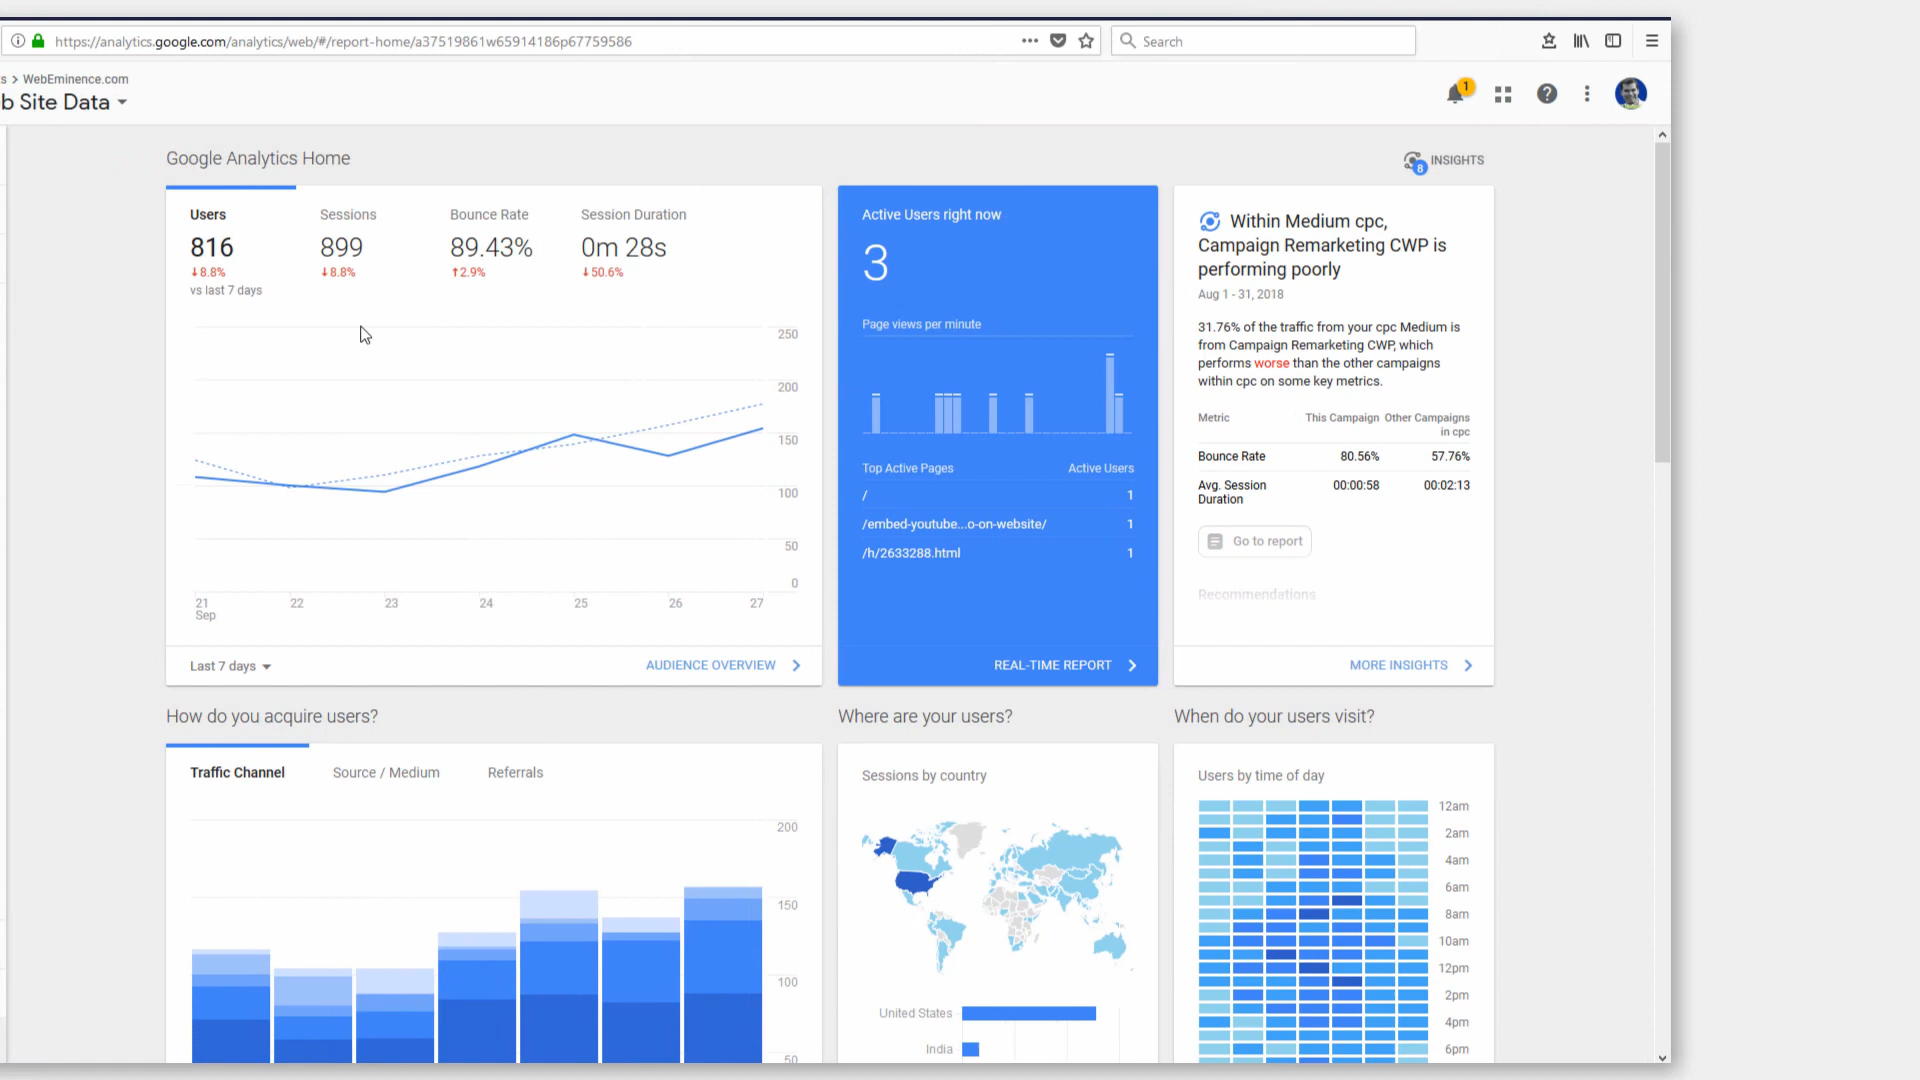 https://analytics.google.com/analytics/web/#/report-home/a37519861w65914186p67759586
Search
s > WebEminence.com
b Site Data
1
Google Analytics Home
8
INSIGHTS
Users
816
↓8.8%
vs last 7 days
Sessions
899
↓8.8%
Bounce Rate
89.43%
↑2.9%
Session Duration
0m 28s
↓50.6%
250
200
150
100
50
0
21
Sep
22
23
24
25
26
27
Last 7 days
AUDIENCE OVERVIEW
Active Users right now
3
Page views per minute
Top Active Pages Active Users
/ 1
/embed-youtube...o-on-website/ 1
/h/2633288.html 1
REAL-TIME REPORT
Within Medium cpc,
Campaign Remarketing CWP is
performing poorly
Aug 1 - 31, 2018
31.76% of the traffic from your cpc Medium is
from Campaign Remarketing CWP, which
performs worse than the other campaigns
within cpc on some key metrics.
Metric This Campaign Other Campaigns
in cpc
Bounce Rate 80.56% 57.76%
Avg. Session 00:00:58 00:02:13
Duration
Go to report
Recommendations
MORE INSIGHTS
How do you acquire users?
Traffic Channel Source / Medium Referrals
200
150
100
50
Where are your users?
Sessions by country
United States
India
When do your users visit?
Users by time of day
12am
2am
4am
6am
8am
10am
12pm
2pm
4pm
6pm